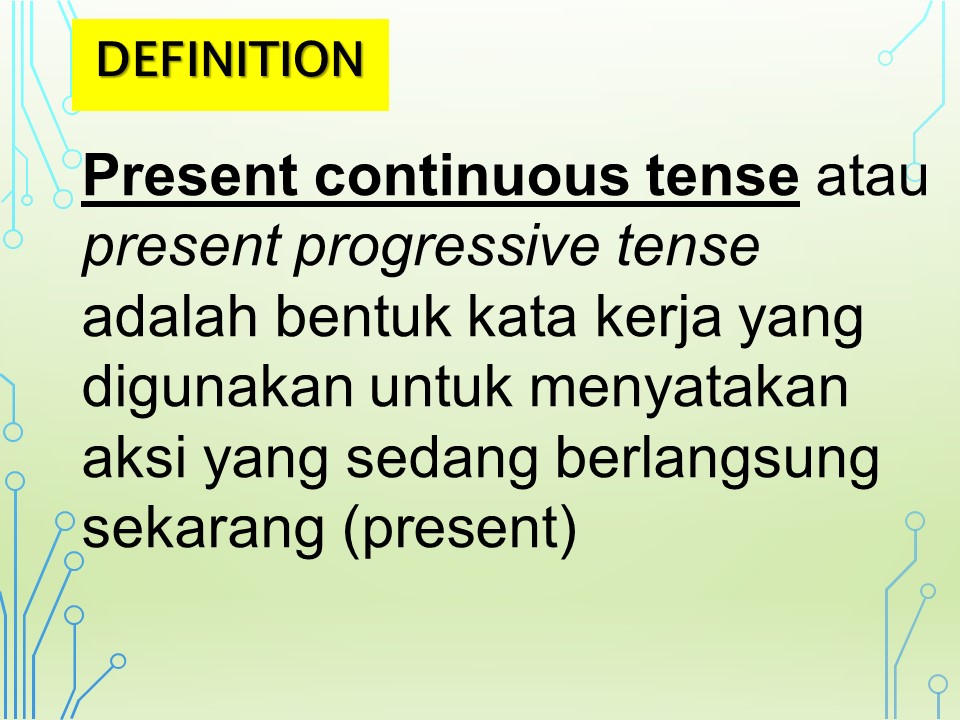 DEFINITION
Present continuous tense atau
present progressive tense
adalah bentuk kata kerja yang
digunakan untuk menyatakan
aksi yang sedang berlangsung
sekarang (present)